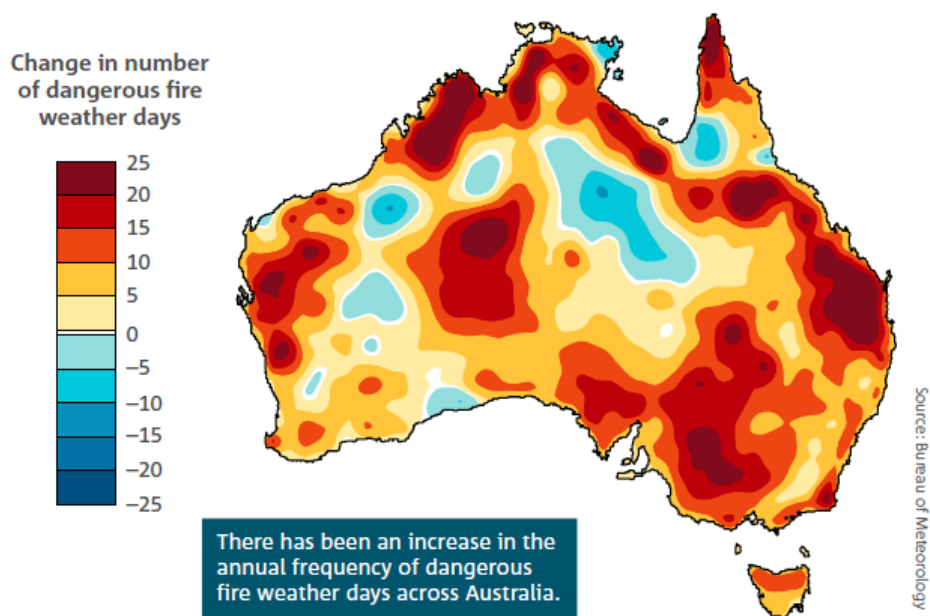 Change in number
of dangerous fire
weather days
25
20
15
10
5
0
−5
−10
−15
−20
−25
There has been an increase in the
annual frequency of dangerous
fire weather days across Australia.
Source: Bureau of Meteorology